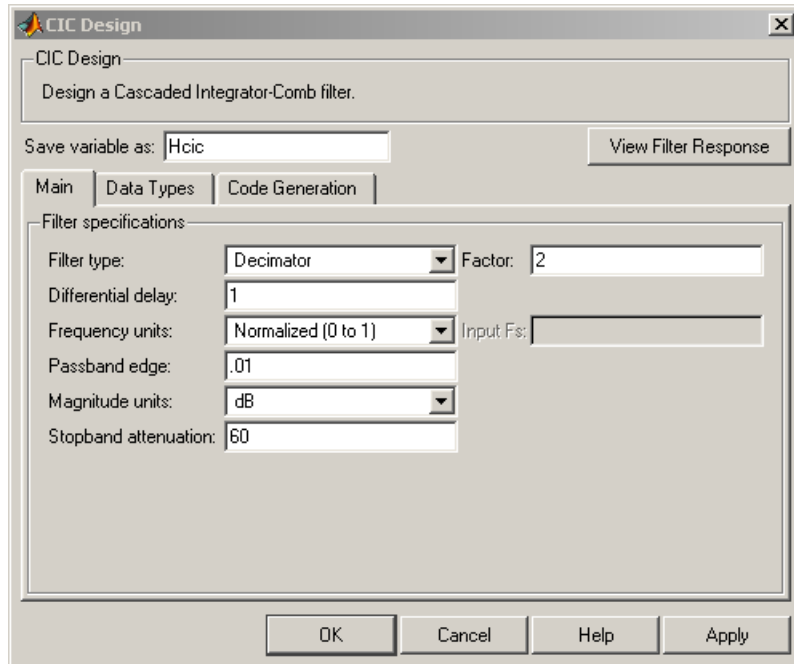 CIC Design
CIC Design
Design a Cascaded Integrator-Comb filter.
Save variable as: Hcic View Filter Response
Main Data Types Code Generation
Filter specifications
Filter type: Decimator Factor: 2
Differential delay: 1
Frequency units: Normalized (0 to 1) Input Fs:
Passband edge: .01
Magnitude units: dB
Stopband attenuation: 60
OK Cancel Help Apply